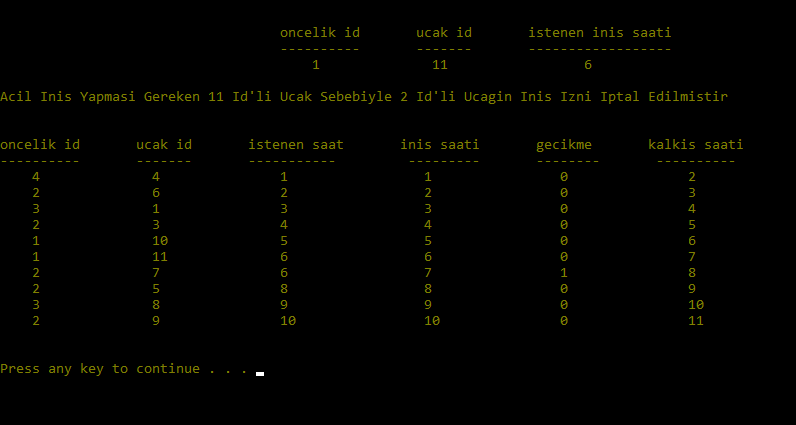 oncelik id ucak id istenen inis saati
---------- ------- ------------------
1 11 6
Acil Inis Yapmasi Gereken 11 Id'li Ucak Sebebiyle 2 Id'li Ucagin Inis Izni Iptal Edilmistir
oncelik id ucak id istenen saat inis saati gecikme kalkis saati
---------- ------- ----------- --------- -------- ----------
4 4 1 1 0 2
2 6 2 2 0 3
3 1 3 3 0 4
2 3 4 4 0 5
1 10 5 5 0 6
1 11 6 6 0 7
2 7 6 7 1 8
2 5 8 8 0 9
3 8 9 9 0 10
2 9 10 10 0 11
Press any key to continue . . .